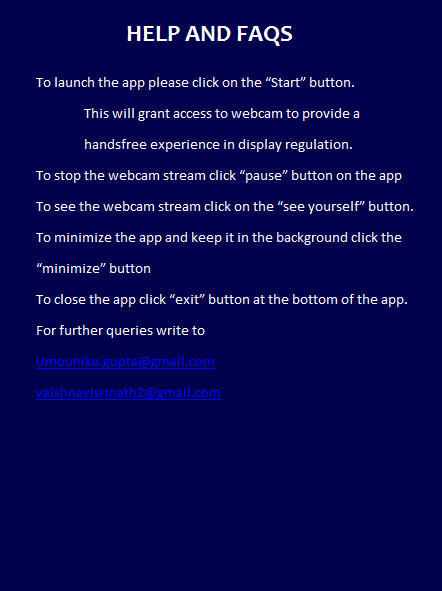 HELP AND FAQS
To launch the app please click on the “Start” button.
This will grant access to webcam to provide a
handsfree experience in display regulation.
To stop the webcam stream click “pause” button on the app
To see the webcam stream click on the “see yourself” button.
To minimize the app and keep it in the background click the
“minimize” button
To close the app click “exit” button at the bottom of the app.
For further queries write to
Umounika.gupta@gmail.com
vaishnavisrinath2@gmail.com